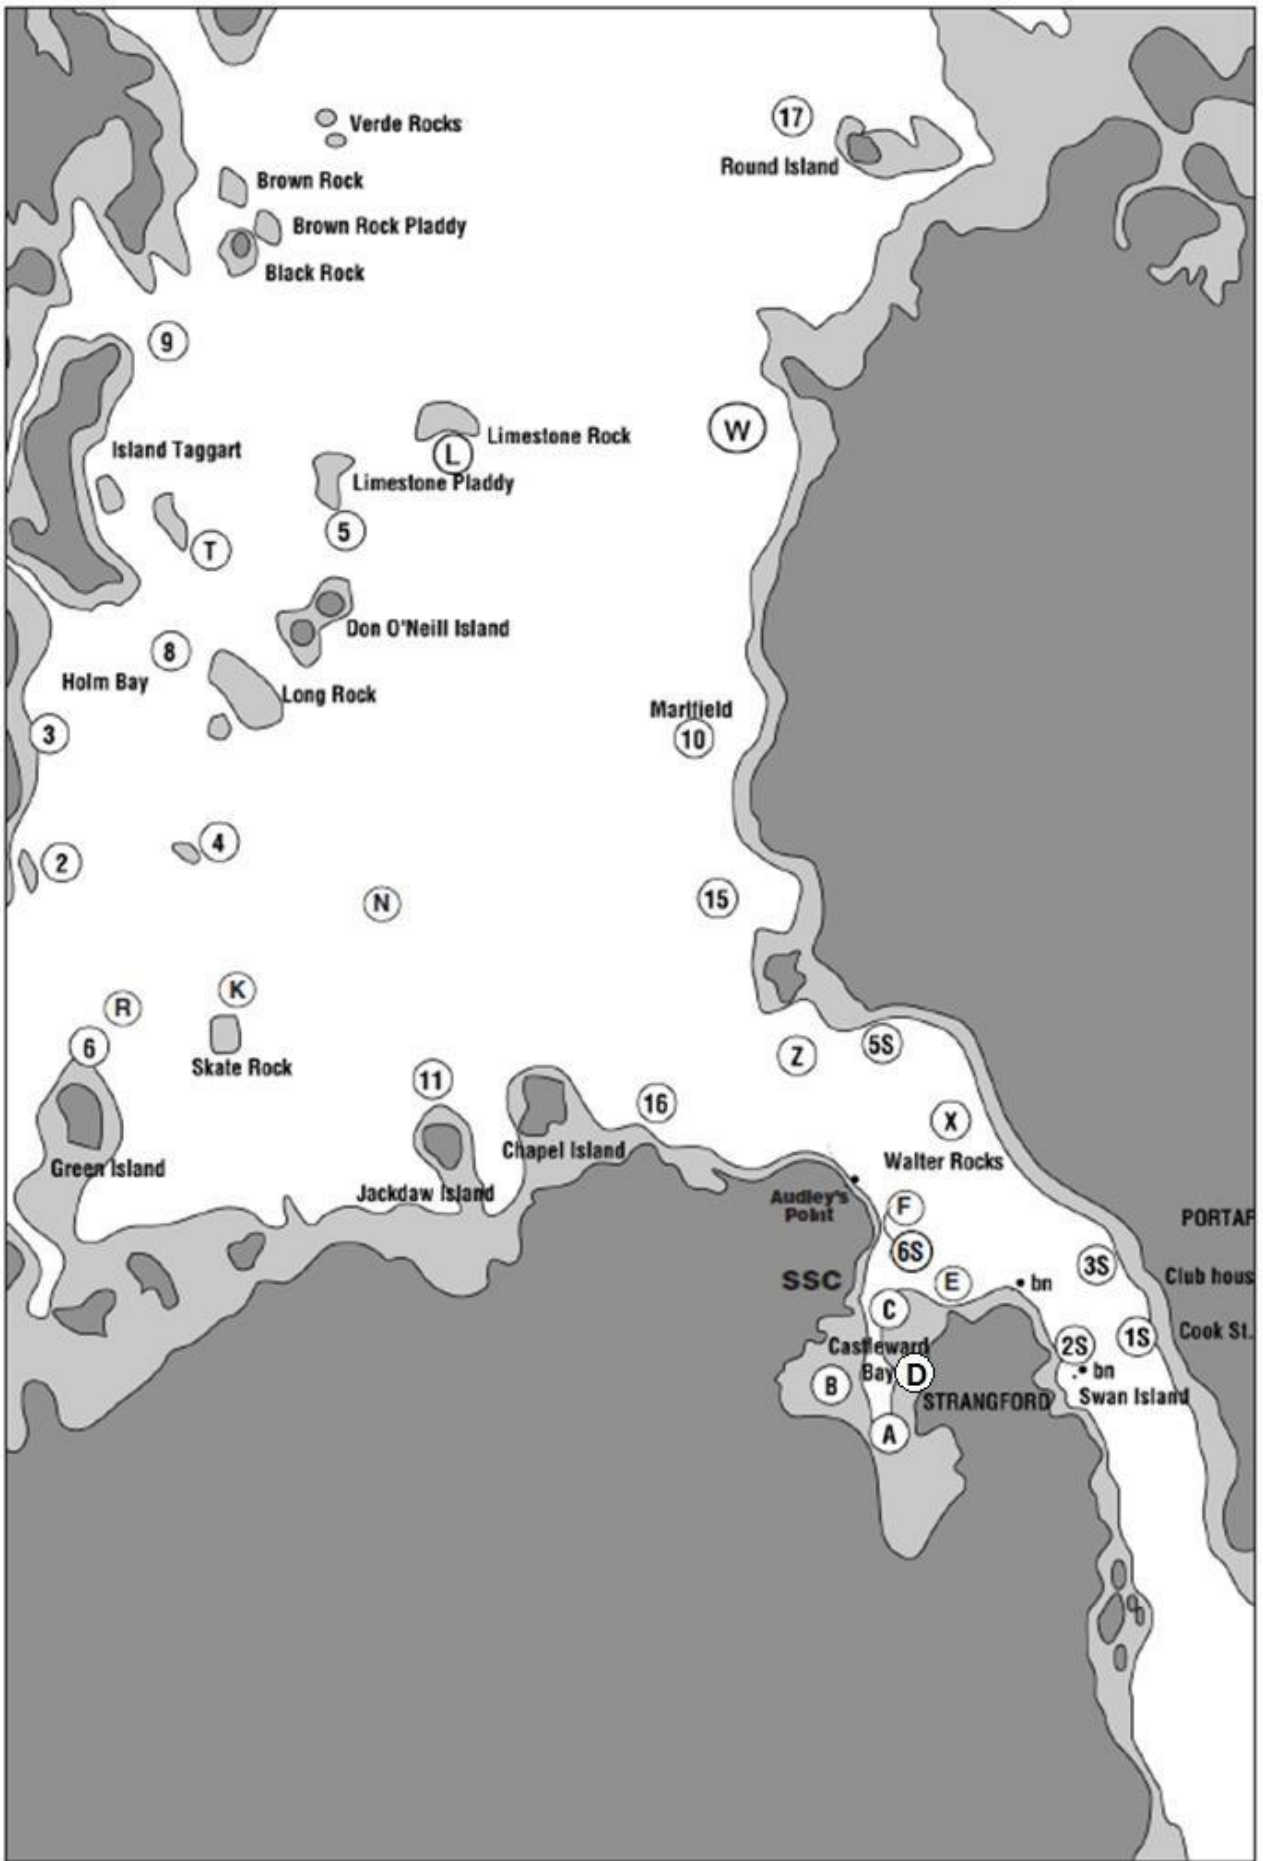 Verde Rocks
17
Round Island
Brown Rock
Brown Rock Pladdy
Black Rock
9
W
Limestone Rock
Island Taggart
L
Limestone Pladdy
5
T
Don O'Neill Island
8
Holm Bay
Long Rock
Marlfield
10
3
4
2
15
N
K
R
6
5S
Z
Skate Rock
11
16
X
Chapel Island
Walter Rocks
Green Island
Jackdaw Island
Audley's
Point
F
PORTAF
6S
3S
SSC
E
bn
Club hous
C
1S
Cook St.
2S
Castleward
Bay
D
bn
B
Swan Island
STRANGFORD
A